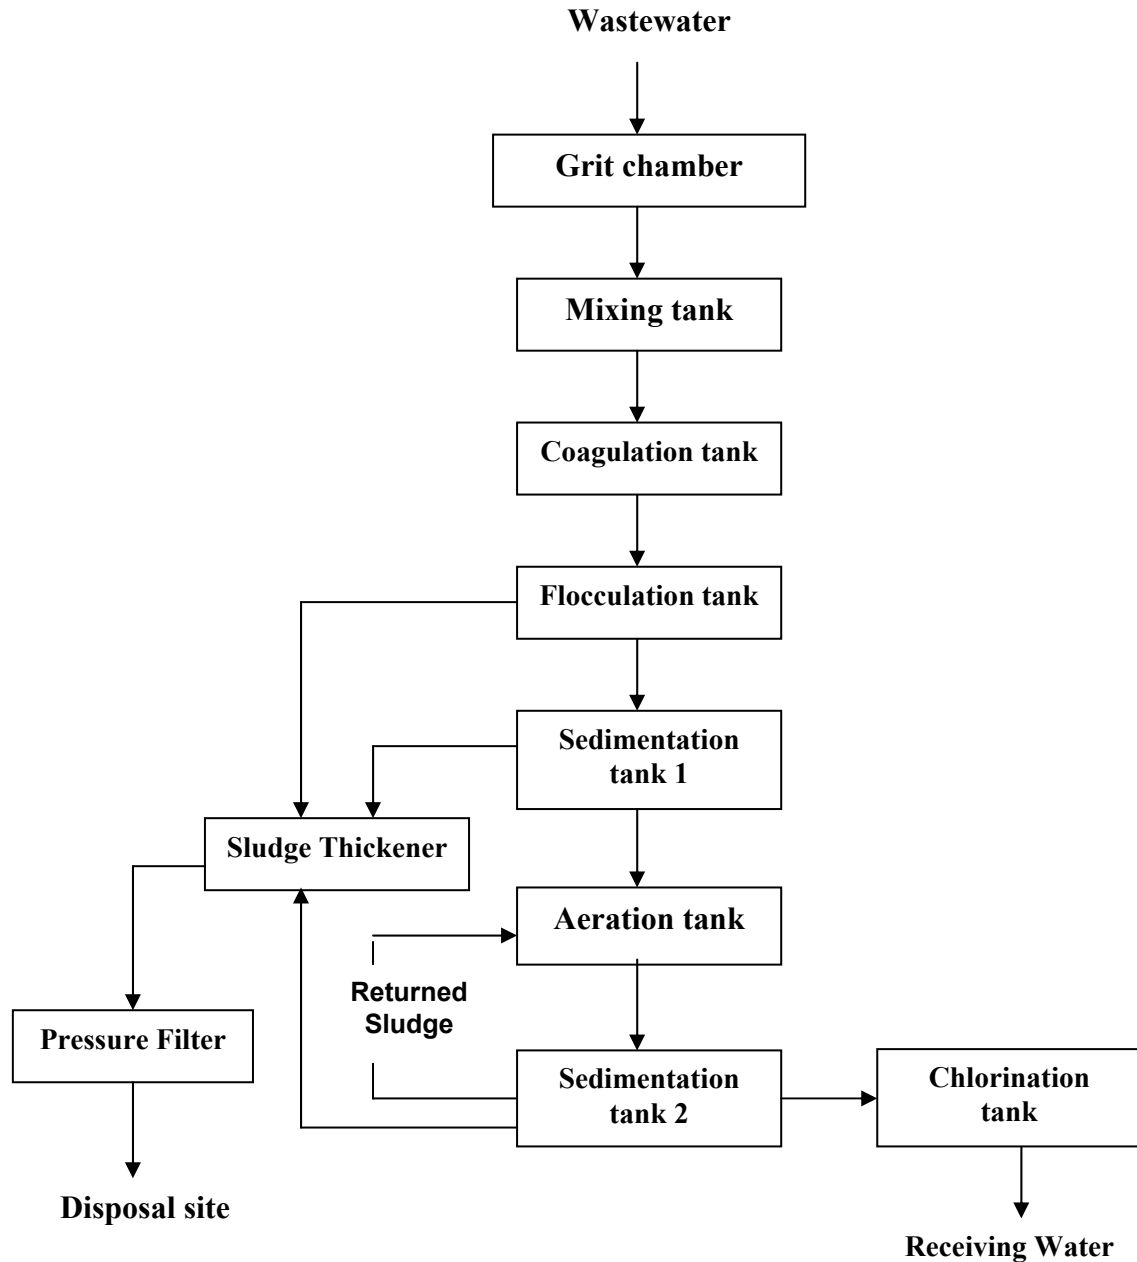 Wastewater
Grit chamber
Mixing tank
Coagulation tank
Flocculation tank
Sedimentation
tank 1
Sludge Thickener
Aeration tank
Returned
Sludge
Pressure Filter
Sedimentation
tank 2
Chlorination
tank
Disposal site
Receiving Water